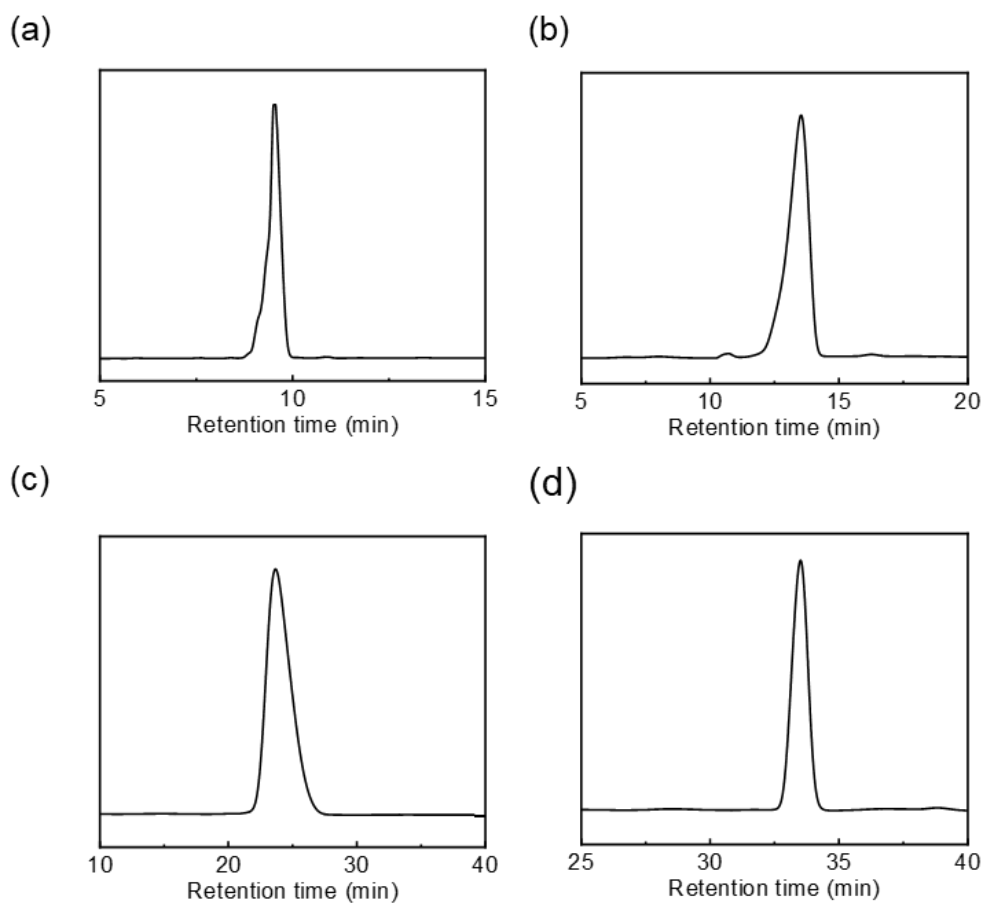 (a)
(b)
5 10 15
Retention time (min)
5 10 15 20
Retention time (min)
(c)
(d)
10 20 30 40
Retention time (min)
25 30 35 40
Retention time (min)